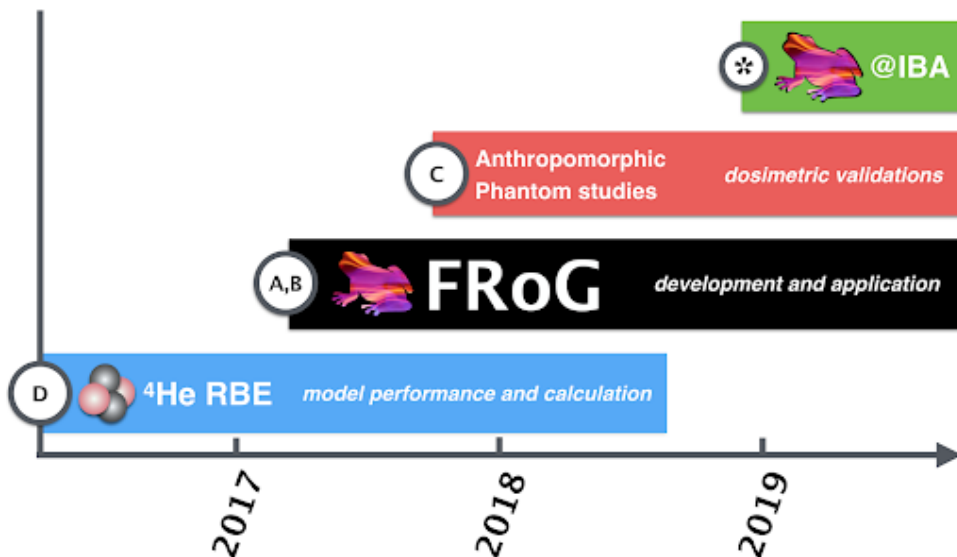 * @IBA
C Anthropomorphic
Phantom studies dosimetric validations
A,B FRoG development and application
D ⁴He RBE model performance and calculation
2017 2018 2019